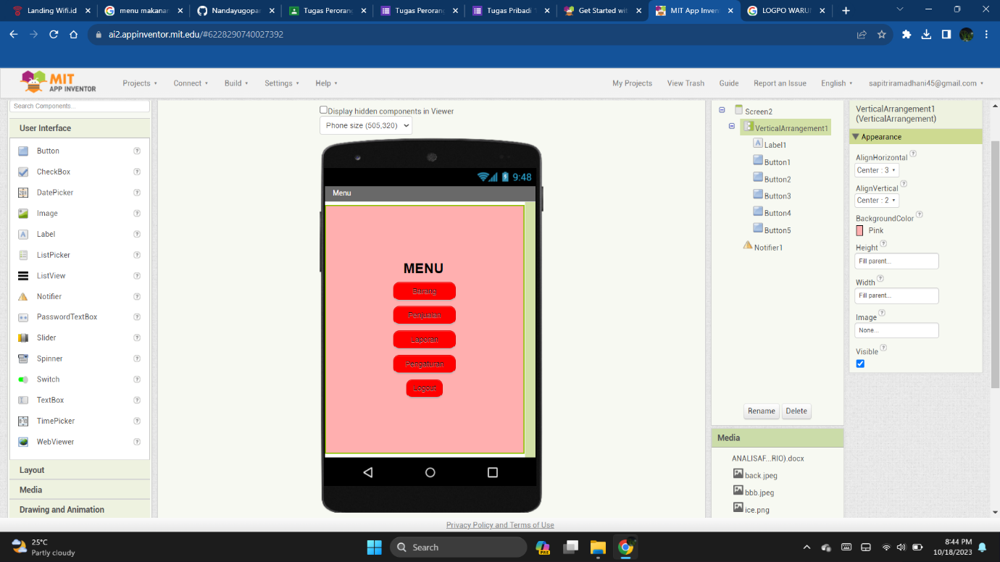 Landing Wifi.id
menu makanan
Nandayugopar
Tugas Perorang
Tugas Perorang
Tugas Pribadi
Get Started wit
MIT App Inven
LOGPO WARU
ai2.appinventor.mit.edu/#6228290740027392
MIT
APP INVENTOR
Projects
Connect
Build
Settings
Help
My Projects
View Trash
Guide
Report an Issue
English
sapitriramadhani45@gmail.com
Search Components...
User Interface
Button
CheckBox
DatePicker
Image
Label
ListPicker
ListView
Notifier
PasswordTextBox
Slider
Spinner
Switch
TextBox
TimePicker
WebViewer
Layout
Media
Drawing and Animation
Display hidden components in Viewer
Phone size (505,320)
9:48
Menu
MENU
Barang
Penjualan
Laporan
Pengaturan
Logout
Screen2
VerticalArrangement1
Label1
Button1
Button2
Button3
Button4
Button5
Notifier1
Rename
Delete
Media
ANALISAF...RIO).docx
back.jpeg
bbb.jpeg
ice.png
VerticalArrangement1
(VerticalArrangement)
Appearance
AlignHorizontal
Center : 3
AlignVertical
Center : 2
BackgroundColor
Pink
Height
Fill parent...
Width
Fill parent...
Image
None...
Visible
Privacy Policy and Terms of Use
25°C
Partly cloudy
Search
PRE
8:44 PM
10/18/2023